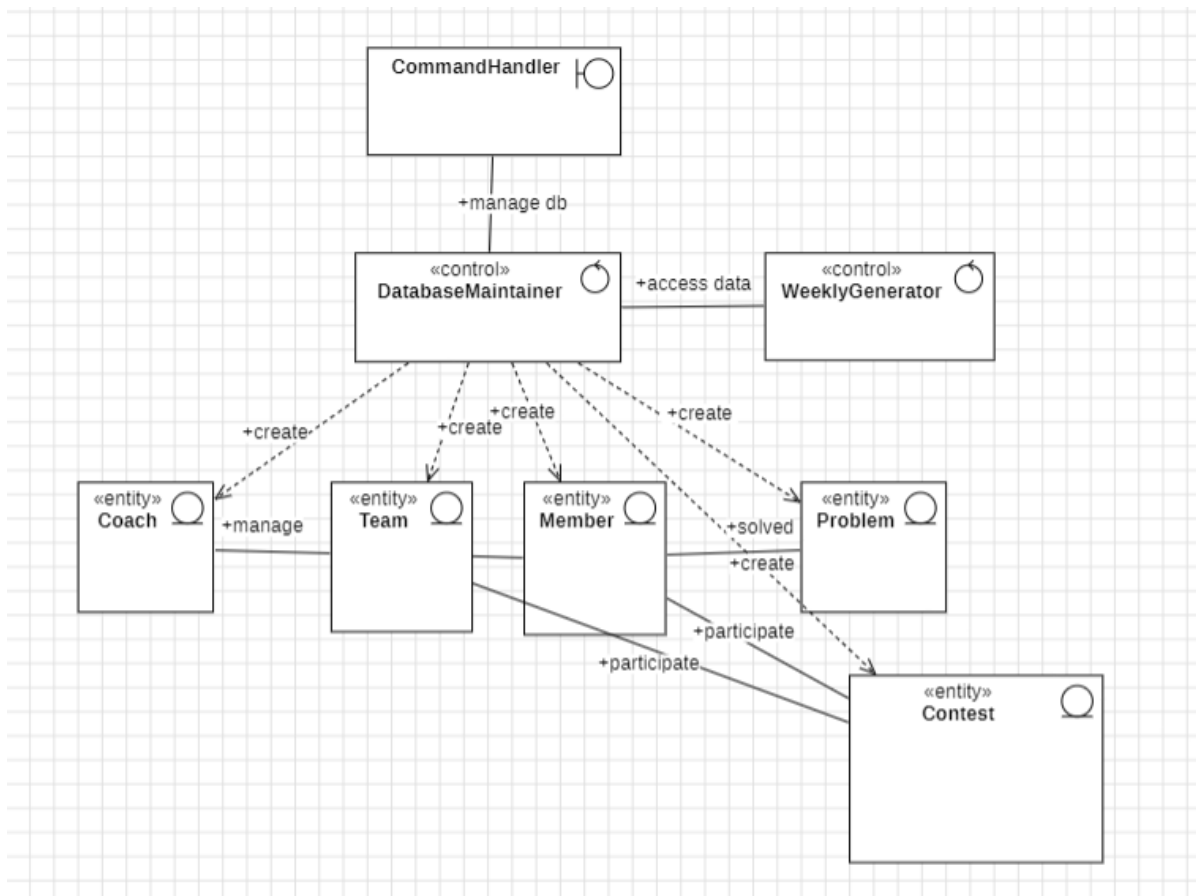 CommandHandler
+manage db
«control»
DatabaseMaintainer
+access data
«control»
WeeklyGenerator
+create
+create
+create
+create
«entity»
Coach
+manage
«entity»
Team
«entity»
Member
+solved
+create
«entity»
Problem
+participate
+participate
«entity»
Contest